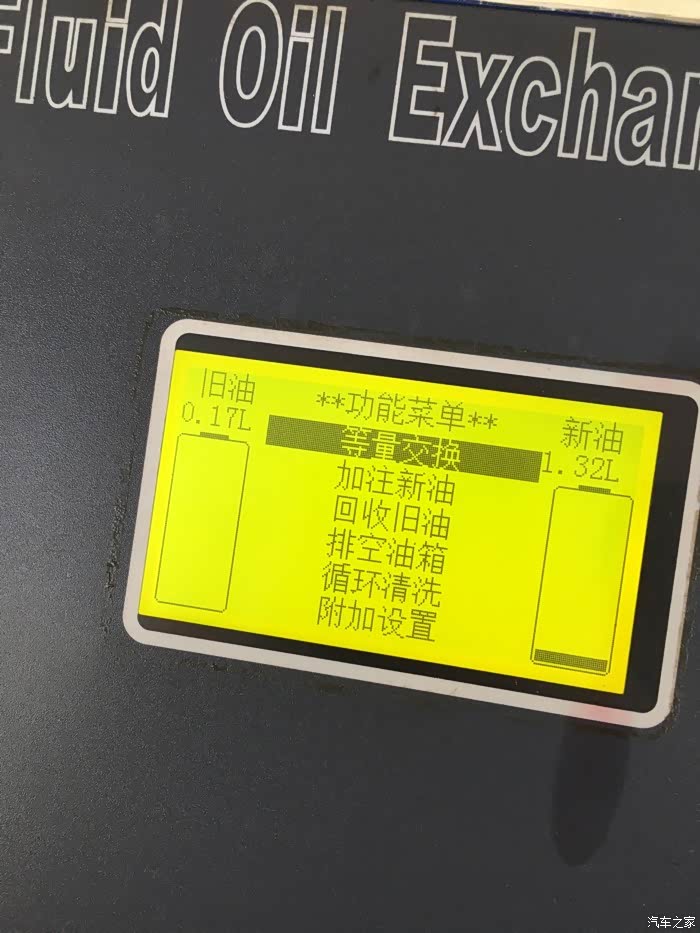 Fluid Oil Exchan
旧油
0.17L
**功能菜单**
新油
1.32L
等量交换
加注新油
回收旧油
排空油箱
循环清洗
附加设置
汽车之家